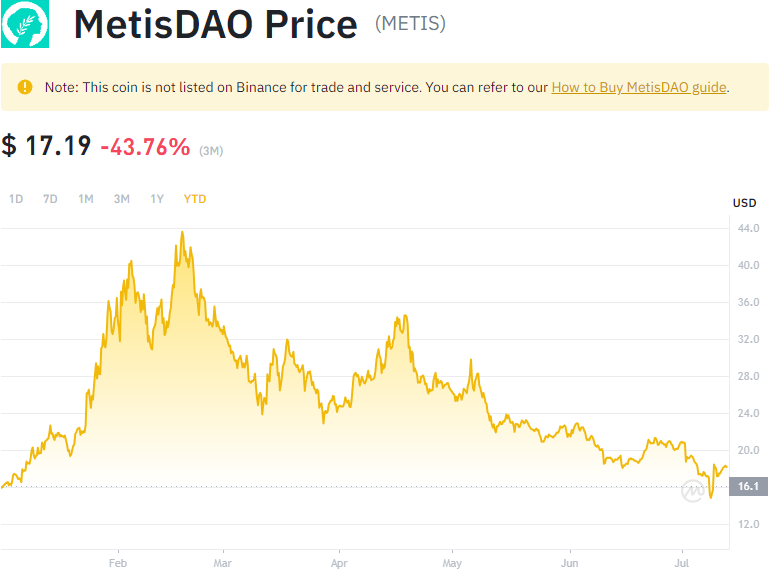 MetisDAO Price (METIS)
Note: This coin is not listed on Binance for trade and service. You can refer to our How to Buy MetisDAO guide.
$ 17.19 -43.76% (3M)
1D 7D 1M 3M 1Y YTD
USD
44.0
40.0
36.0
32.0
28.0
24.0
20.0
16.1
12.0
Feb Mar Apr May Jun Jul